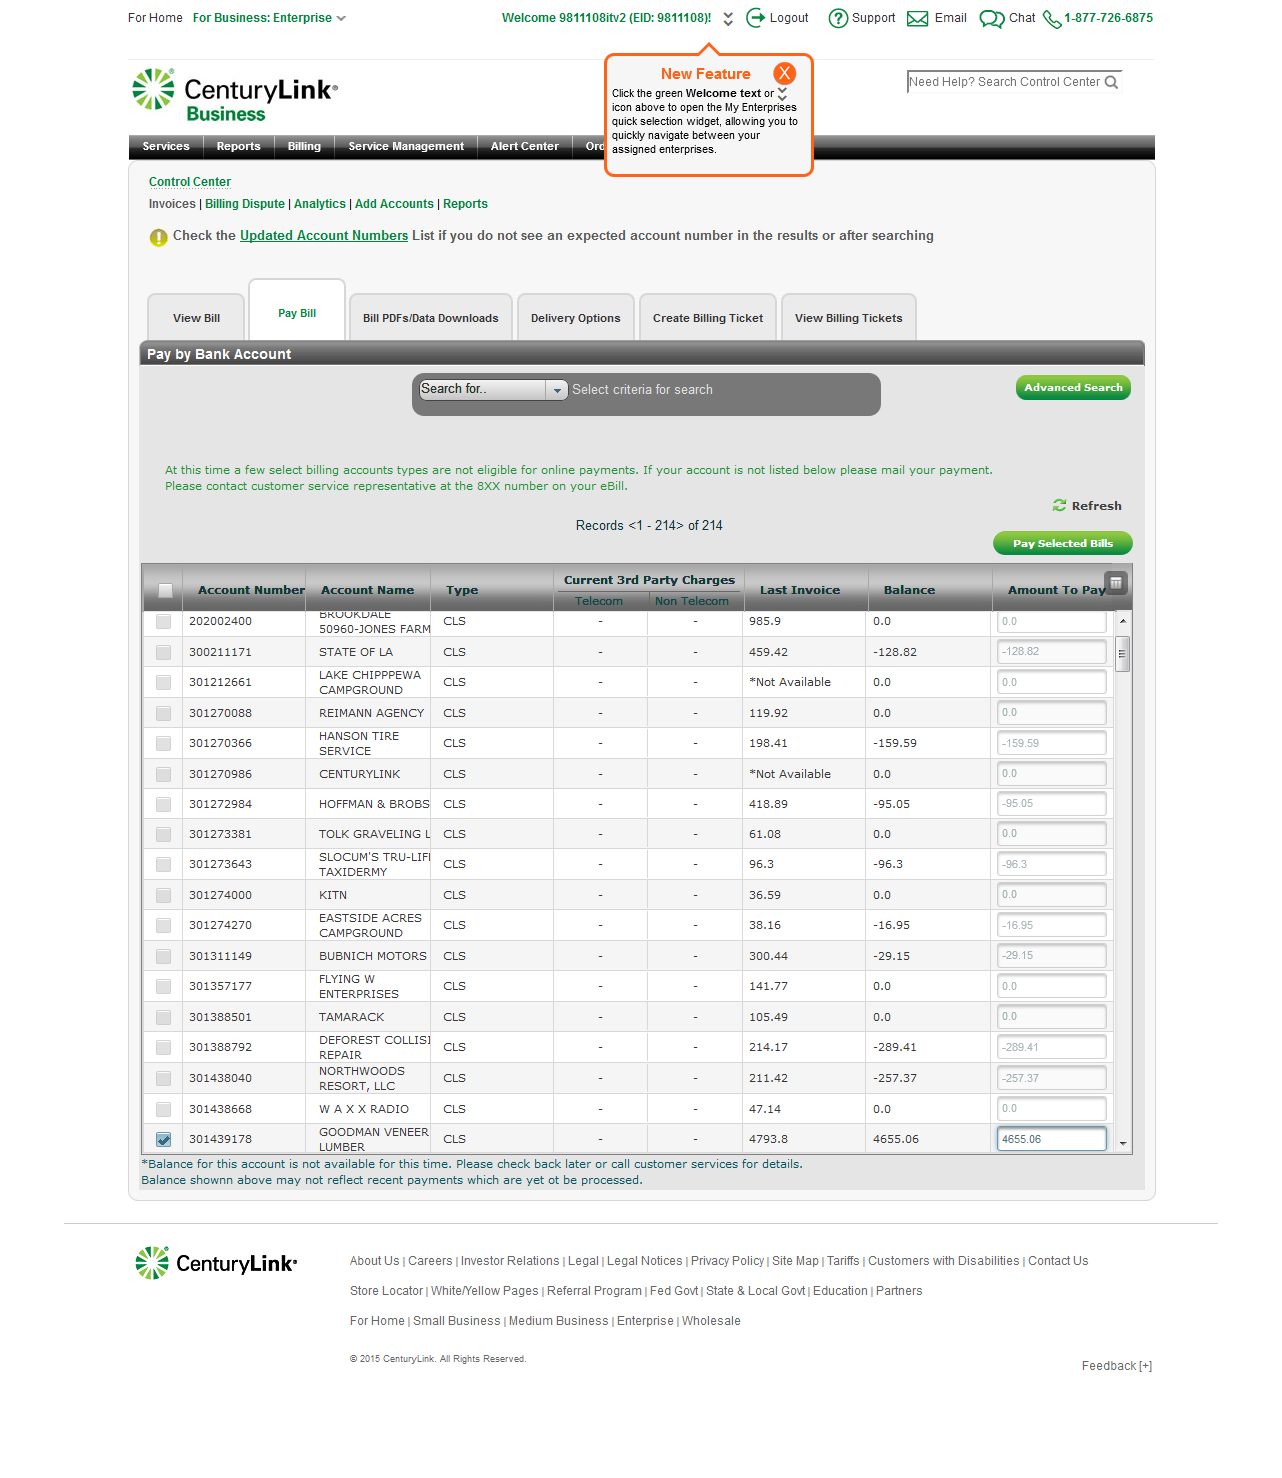 For Home For Business: Enterprise Welcome 9811108itv2 (EID: 9811108)! Logout Support Email Chat 1-877-726-6875
New Feature X
Click the green Welcome text or
icon above to open the My Enterprises
quick selection widget, allowing you to
quickly navigate between your
assigned enterprises.
CenturyLink®
Business
Need Help? Search Control Center
Services Reports Billing Service Management Alert Center Ord
Control Center
Invoices | Billing Dispute | Analytics | Add Accounts | Reports
Check the Updated Account Numbers List if you do not see an expected account number in the results or after searching
View Bill Pay Bill Bill PDFs/Data Downloads Delivery Options Create Billing Ticket View Billing Tickets
Pay by Bank Account
Search for.. Select criteria for search Advanced Search
At this time a few select billing accounts types are not eligible for online payments. If your account is not listed below please mail your payment.
Please contact customer service representative at the 8XX number on your eBill.
Refresh
Records <1 - 214> of 214
Pay Selected Bills
Account Number Account Name Type Current 3rd Party Charges Last Invoice Balance Amount To Pay
Telecom Non Telecom
202002400 BROOKDALE 50960-JONES FARM CLS - - 985.9 0.0 0.0
300211171 STATE OF LA CLS - - 459.42 -128.82 -128.82
301212661 LAKE CHIPPPEWA CAMPGROUND CLS - - *Not Available 0.0 0.0
301270088 REIMANN AGENCY CLS - - 119.92 0.0 0.0
301270366 HANSON TIRE SERVICE CLS - - 198.41 -159.59 -159.59
301270986 CENTURYLINK CLS - - *Not Available 0.0 0.0
301272984 HOFFMAN & BROBS CLS - - 418.89 -95.05 -95.05
301273381 TOLK GRAVELING L CLS - - 61.08 0.0 0.0
301273643 SLOCUM'S TRU-LIF TAXIDERMY CLS - - 96.3 -96.3 -96.3
301274000 KITN CLS - - 36.59 0.0 0.0
301274270 EASTSIDE ACRES CAMPGROUND CLS - - 38.16 -16.95 -16.95
301311149 BUBNICH MOTORS CLS - - 300.44 -29.15 -29.15
301357177 FLYING W ENTERPRISES CLS - - 141.77 0.0 0.0
301388501 TAMARACK CLS - - 105.49 0.0 0.0
301388792 DEFOREST COLLISI REPAIR CLS - - 214.17 -289.41 -289.41
301438040 NORTHWOODS RESORT, LLC CLS - - 211.42 -257.37 -257.37
301438668 W A X X RADIO CLS - - 47.14 0.0 0.0
301439178 GOODMAN VENEER LUMBER CLS - - 4793.8 4655.06 4655.06
*Balance for this account is not available for this time. Please check back later or call customer services for details.
Balance shownn above may not reflect recent payments which are yet ot be processed.
CenturyLink®
About Us | Careers | Investor Relations | Legal | Legal Notices | Privacy Policy | Site Map | Tariffs | Customers with Disabilities | Contact Us
Store Locator | White/Yellow Pages | Referral Program | Fed Govt | State & Local Govt | Education | Partners
For Home | Small Business | Medium Business | Enterprise | Wholesale
© 2015 CenturyLink. All Rights Reserved.
Feedback [+]